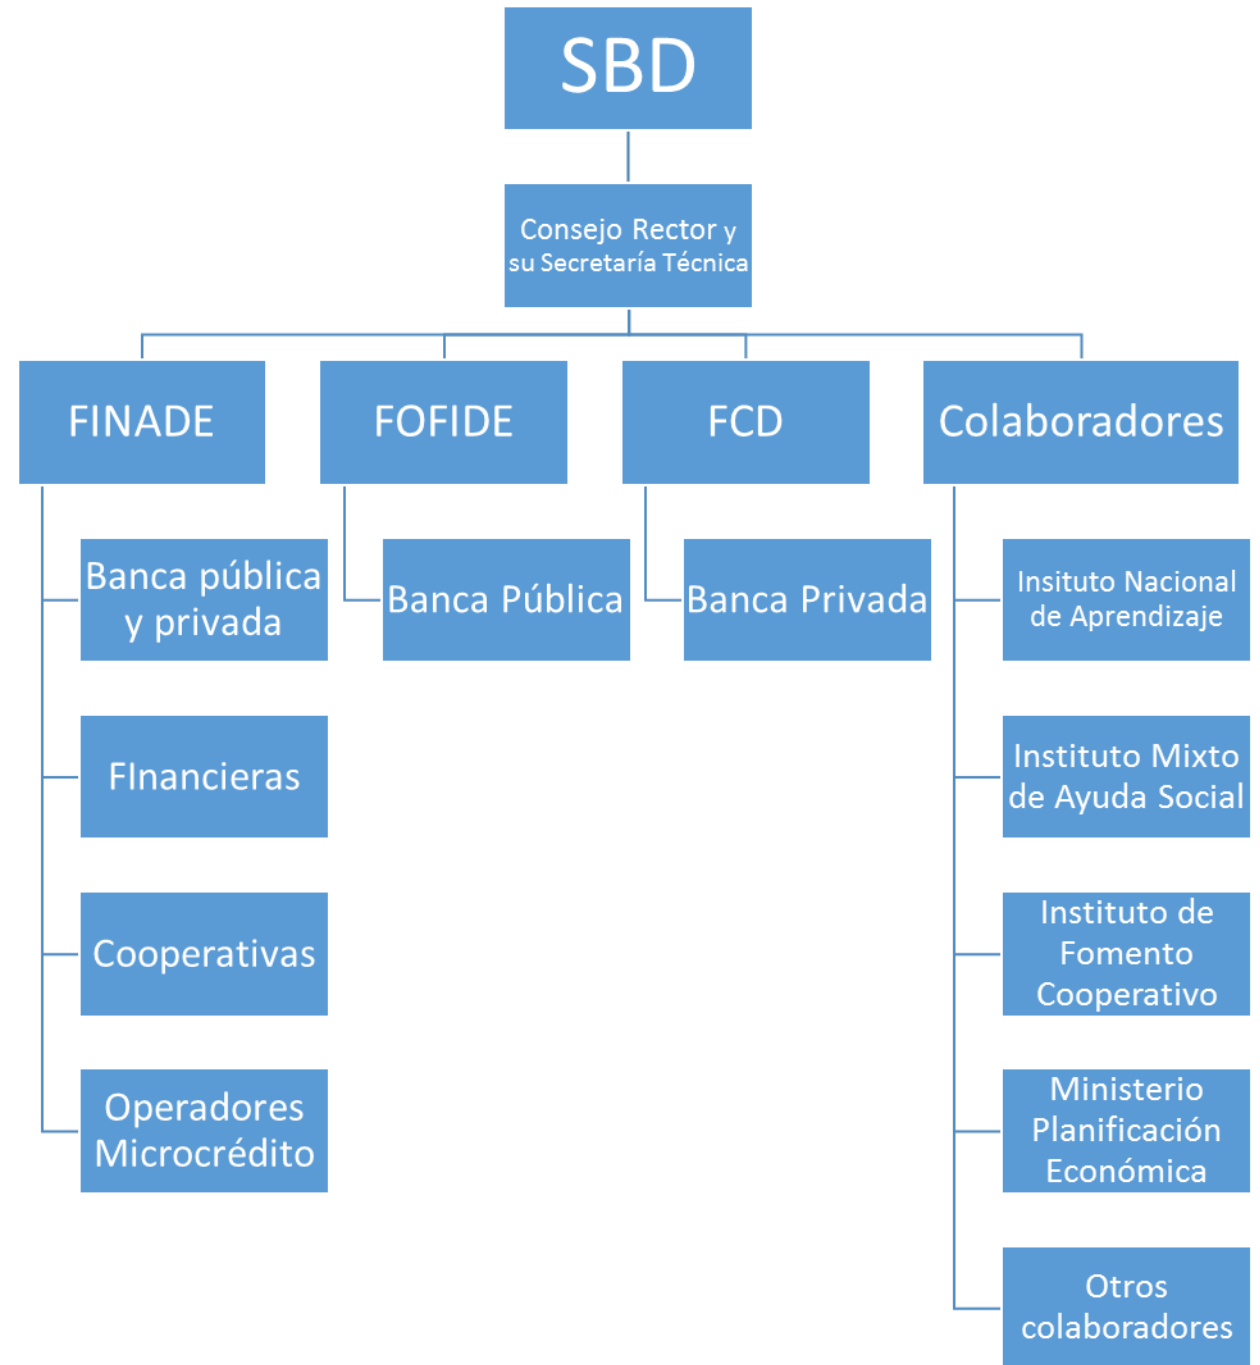 SBD
Consejo Rector y
su Secretaría Técnica
FINADE
FOFIDE
FCD
Colaboradores
Banca pública
y privada
Banca Pública
Banca Privada
Insituto Nacional
de Aprendizaje
FInancieras
Instituto Mixto
de Ayuda Social
Cooperativas
Instituto de
Fomento
Cooperativo
Operadores
Microcrédito
Ministerio
Planificación
Económica
Otros
colaboradores